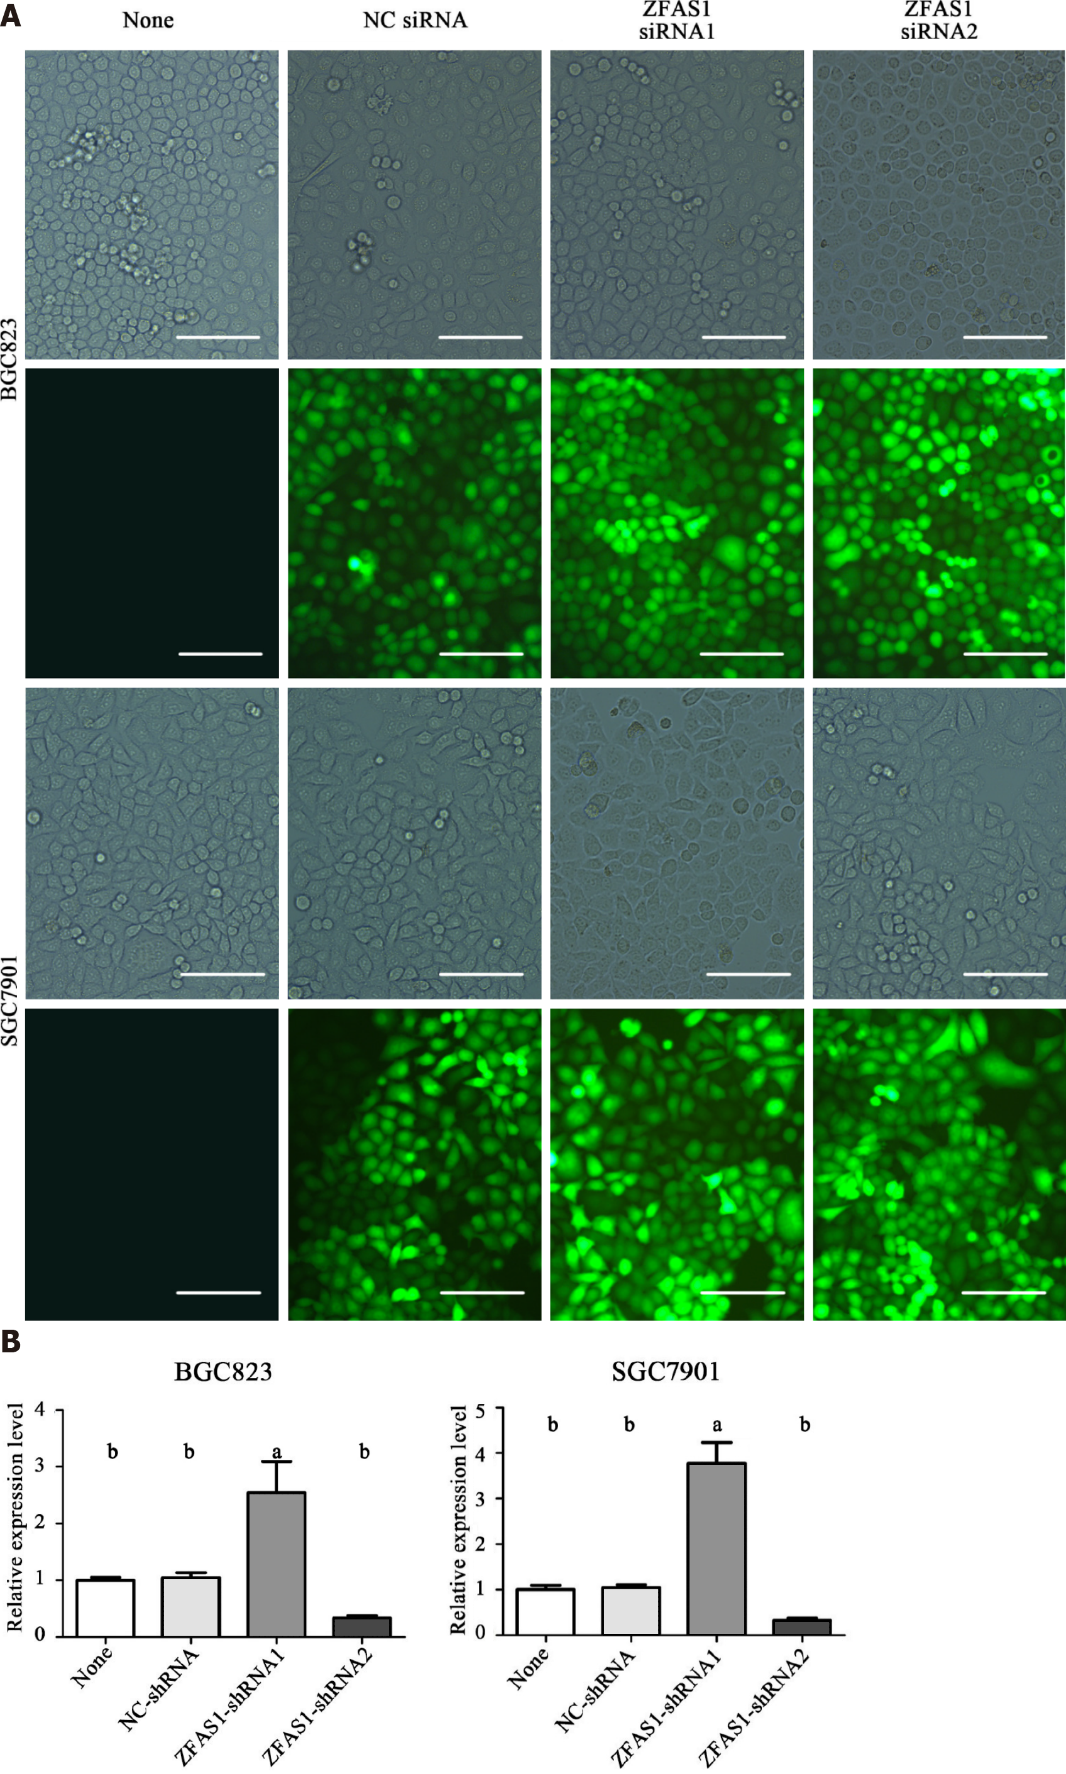 A
None
NC siRNA
ZFAS1
siRNA1
ZFAS1
siRNA2
BGC823
SGC7901
B
BGC823
Relative expression level
4
3
2
1
0
b
b
a
b
None
NC-shRNA
ZFAS1-shRNA1
ZFAS1-shRNA2
SGC7901
Relative expression level
5
4
3
2
1
0
b
b
a
b
None
NC-shRNA
ZFAS1-shRNA1
ZFAS1-shRNA2